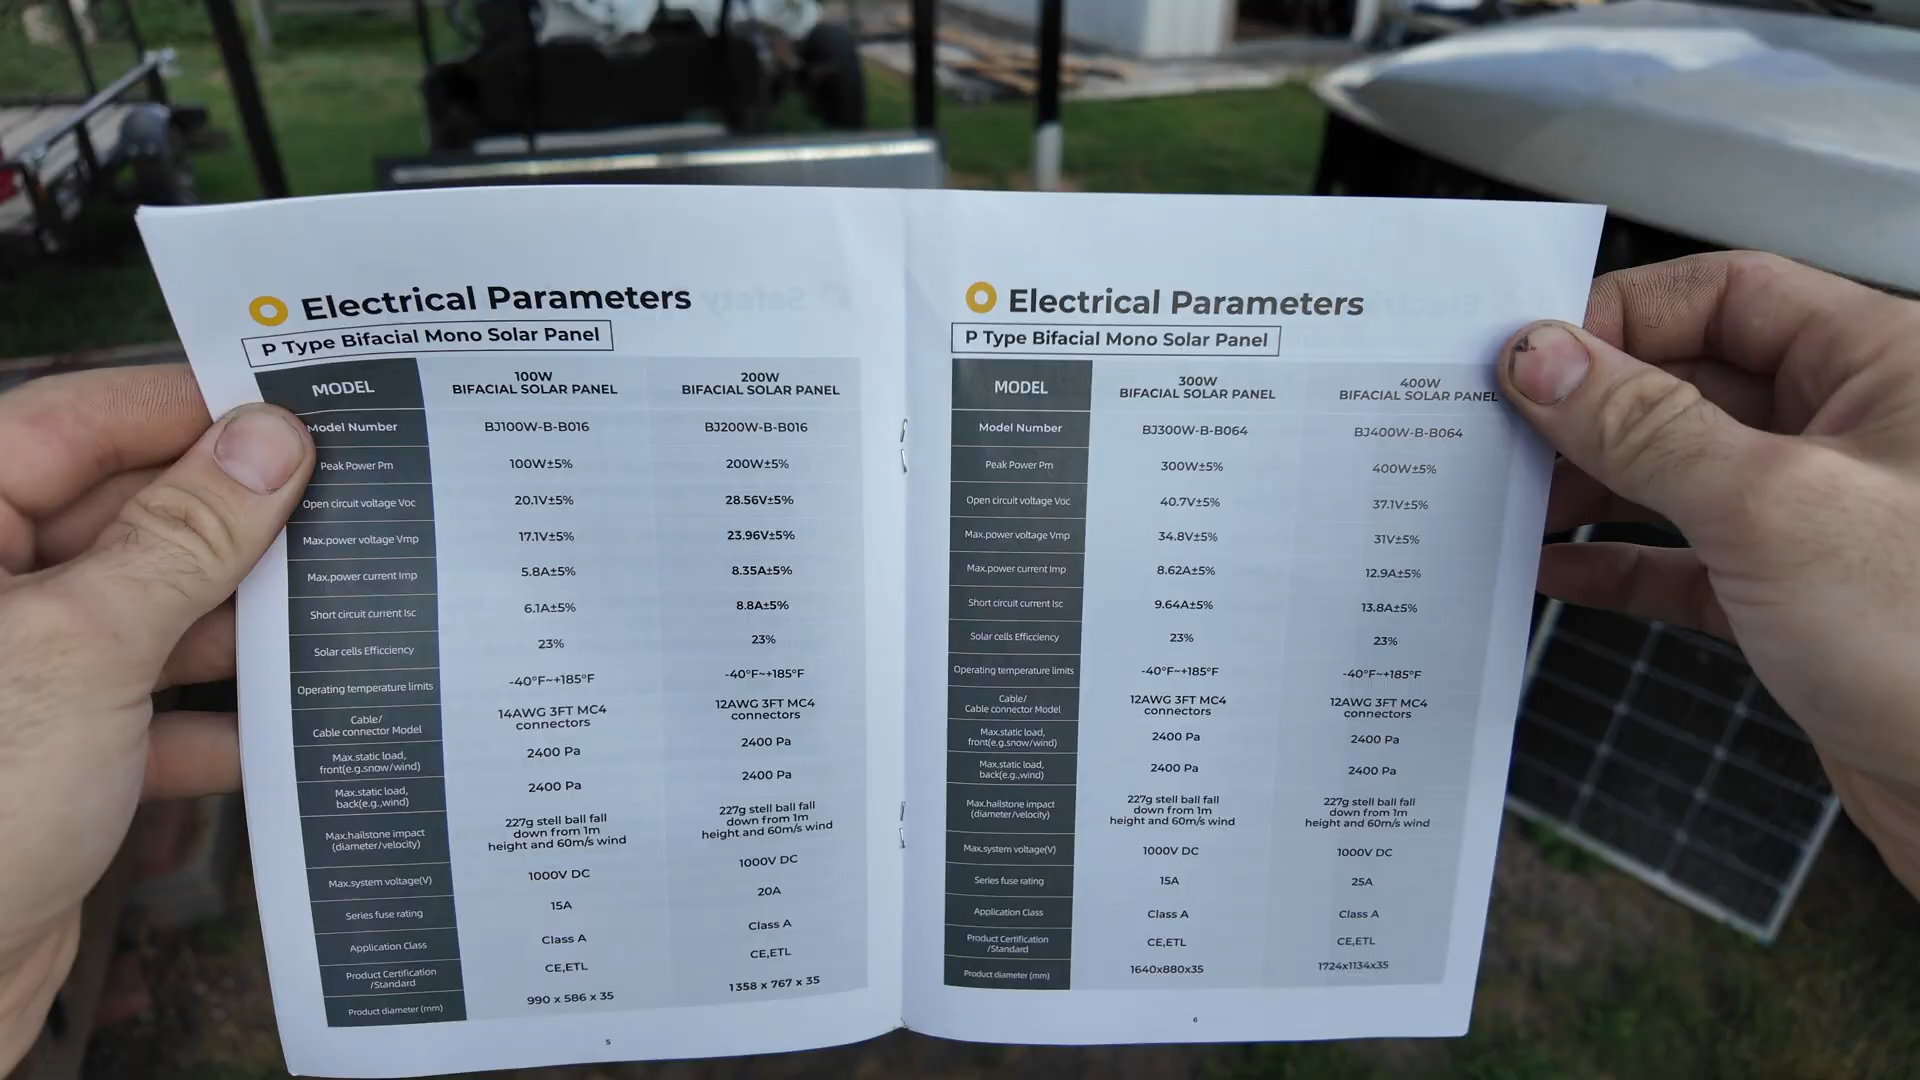 Electrical Parameters
P Type Bifacial Mono Solar Panel
MODEL 100W BIFACIAL SOLAR PANEL 200W BIFACIAL SOLAR PANEL
Model Number BJ100W-B-B016 BJ200W-B-B016
Peak Power Pm 100W±5% 200W±5%
Open circuit voltage Voc 20.1V±5% 28.56V±5%
Max.power voltage Vmp 17.1V±5% 23.96V±5%
Max.power current Imp 5.8A±5% 8.35A±5%
Short circuit current Isc 6.1A±5% 8.8A±5%
Solar cells Efficciency 23% 23%
Operating temperature limits -40°F~+185°F -40°F~+185°F
Cable/ Cable connector Model 14AWG 3FT MC4 connectors 12AWG 3FT MC4 connectors
Max.static load, front(e.g.snow/wind) 2400 Pa 2400 Pa
Max.static load, back(e.g.,wind) 2400 Pa 2400 Pa
Max.hailstone impact (diameter/velocity) 227g stell ball fall down from 1m height and 60m/s wind 227g stell ball fall down from 1m height and 60m/s wind
Max.system voltage(V) 1000V DC 1000V DC
Series fuse rating 15A 20A
Application Class Class A Class A
Product Certification /Standard CE,ETL CE,ETL
Product diameter (mm) 990 x 586 x 35 1358 x 767 x 35
5
Electrical Parameters
P Type Bifacial Mono Solar Panel
MODEL 300W BIFACIAL SOLAR PANEL 400W BIFACIAL SOLAR PANEL
Model Number BJ300W-B-B064 BJ400W-B-B064
Peak Power Pm 300W±5% 400W±5%
Open circuit voltage Voc 40.7V±5% 37.1V±5%
Max.power voltage Vmp 34.8V±5% 31V±5%
Max.power current Imp 8.62A±5% 12.9A±5%
Short circuit current Isc 9.64A±5% 13.8A±5%
Solar cells Efficciency 23% 23%
Operating temperature limits -40°F~+185°F -40°F~+185°F
Cable/ Cable connector Model 12AWG 3FT MC4 connectors 12AWG 3FT MC4 connectors
Max.static load, front(e.g.snow/wind) 2400 Pa 2400 Pa
Max.static load, back(e.g.,wind) 2400 Pa 2400 Pa
Max.hailstone impact (diameter/velocity) 227g stell ball fall down from 1m height and 60m/s wind 227g stell ball fall down from 1m height and 60m/s wind
Max.system voltage(V) 1000V DC 1000V DC
Series fuse rating 15A 25A
Application Class Class A Class A
Product Certification /Standard CE,ETL CE,ETL
Product diameter (mm) 1640x880x35 1724x1134x35
6